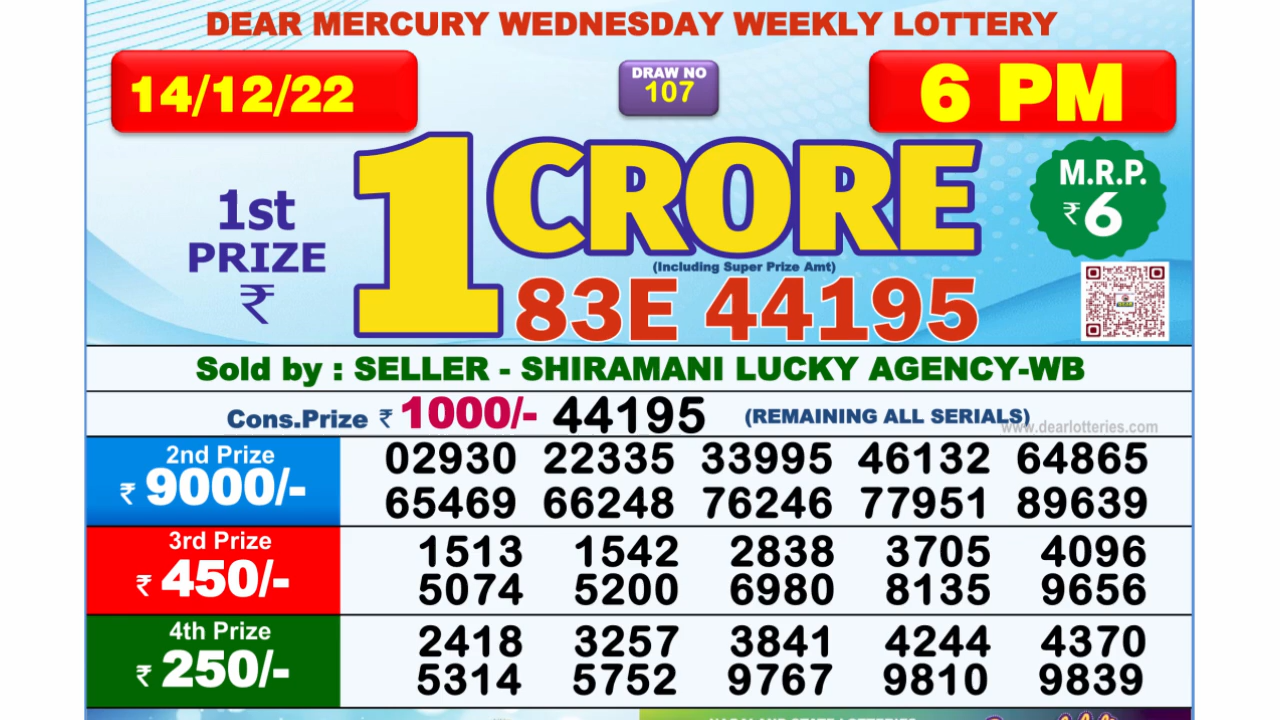 DEAR MERCURY WEDNESDAY WEEKLY LOTTERY
14/12/22
DRAW NO
107
6 PM
1st
PRIZE
₹
1 CRORE
(Including Super Prize Amt)
83E 44195
M.R.P.
₹ 6
Sold by : SELLER - SHIRAMANI LUCKY AGENCY-WB
Cons.Prize ₹ 1000/- 44195 (REMAINING ALL SERIALS)
www.dearlotteries.com
2nd Prize
₹ 9000/-
02930 22335 33995 46132 64865
65469 66248 76246 77951 89639
3rd Prize
₹ 450/-
1513 1542 2838 3705 4096
5074 5200 6980 8135 9656
4th Prize
₹ 250/-
2418 3257 3841 4244 4370
5314 5752 9767 9810 9839